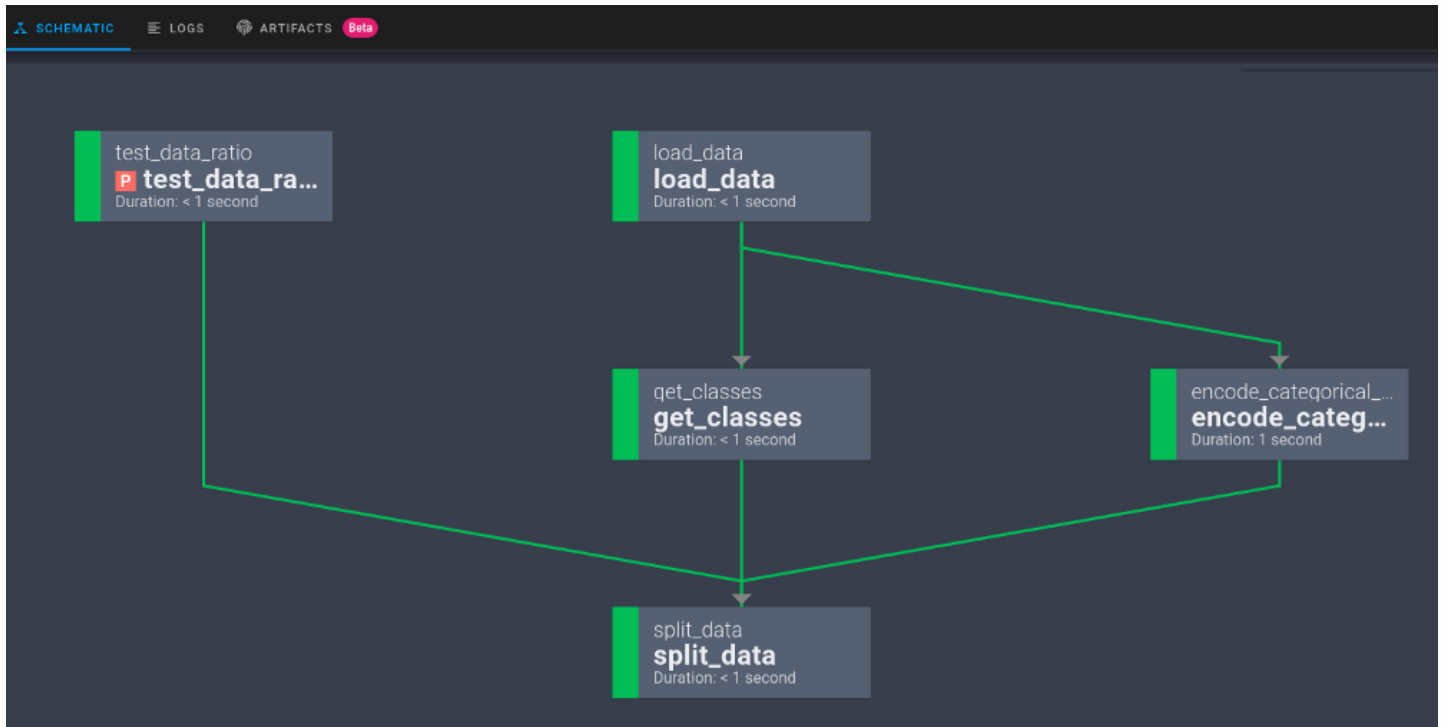 SCHEMATIC LOGS ARTIFACTS Beta
test_data_ratio
P test_data_ra...
Duration: < 1 second
load_data
load_data
Duration: < 1 second
get_classes
get_classes
Duration: < 1 second
encode_categorical_...
encode_categ...
Duration: 1 second
split_data
split_data
Duration: < 1 second